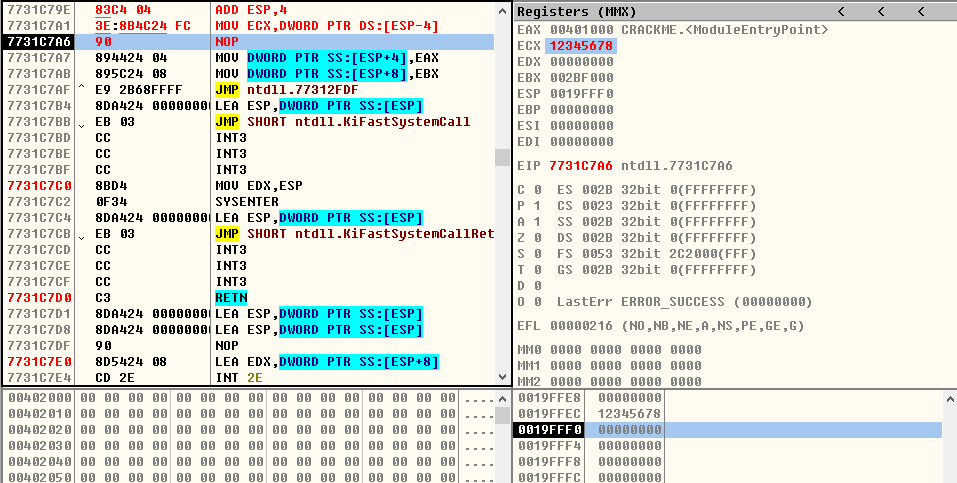 7731C79E 83C4 04 ADD ESP,4
7731C7A1 3E:8B4C24 FC MOV ECX,DWORD PTR DS:[ESP-4]
7731C7A6 90 NOP
7731C7A7 894424 04 MOV DWORD PTR SS:[ESP+4],EAX
7731C7AB 895C24 08 MOV DWORD PTR SS:[ESP+8],EBX
7731C7AF ^ E9 2B68FFFF JMP ntdll.77312FDF
7731C7B4 8DA424 0000000 LEA ESP,DWORD PTR SS:[ESP]
7731C7BB EB 03 JMP SHORT ntdll.KiFastSystemCall
7731C7BD CC INT3
7731C7BE CC INT3
7731C7BF CC INT3
7731C7C0 8BD4 MOV EDX,ESP
7731C7C2 0F34 SYSENTER
7731C7C4 8DA424 0000000 LEA ESP,DWORD PTR SS:[ESP]
7731C7CB EB 03 JMP SHORT ntdll.KiFastSystemCallRet
7731C7CD CC INT3
7731C7CE CC INT3
7731C7CF CC INT3
7731C7D0 C3 RETN
7731C7D1 8DA424 0000000 LEA ESP,DWORD PTR SS:[ESP]
7731C7D8 8DA424 0000000 LEA ESP,DWORD PTR SS:[ESP]
7731C7DF 90 NOP
7731C7E0 8D5424 08 LEA EDX,DWORD PTR SS:[ESP+8]
7731C7E4 CD 2E INT 2E
Registers (MMX) < < <
EAX 00401000 CRACKME.<ModuleEntryPoint>
ECX 12345678
EDX 00000000
EBX 002BF000
ESP 0019FFF0
EBP 00000000
ESI 00000000
EDI 00000000
EIP 7731C7A6 ntdll.7731C7A6
C 0 ES 002B 32bit 0(FFFFFFFF)
P 1 CS 0023 32bit 0(FFFFFFFF)
A 1 SS 002B 32bit 0(FFFFFFFF)
Z 0 DS 002B 32bit 0(FFFFFFFF)
S 0 FS 0053 32bit 2C2000(FFF)
T 0 GS 002B 32bit 0(FFFFFFFF)
D 0
O 0 LastErr ERROR_SUCCESS (00000000)
EFL 00000216 (NO,NB,NE,A,NS,PE,GE,G)
MM0 0000 0000 0000 0000
MM1 0000 0000 0000 0000
MM2 0000 0000 0000 0000
00402000 00 00 00 00 00 00 00 00 00 00 00 00 00 00 00 00 ....
00402010 00 00 00 00 00 00 00 00 00 00 00 00 00 00 00 00 ....
00402020 00 00 00 00 00 00 00 00 00 00 00 00 00 00 00 00 ....
00402030 00 00 00 00 00 00 00 00 00 00 00 00 00 00 00 00 ....
00402040 00 00 00 00 00 00 00 00 00 00 00 00 00 00 00 00 ....
00402050 00 00 00 00 00 00 00 00 00 00 00 00 00 00 00 00 ....
0019FFE8 00000000
0019FFEC 12345678
0019FFF0 00000000
0019FFF4 00000000
0019FFF8 00000000
0019FFFC 00000000